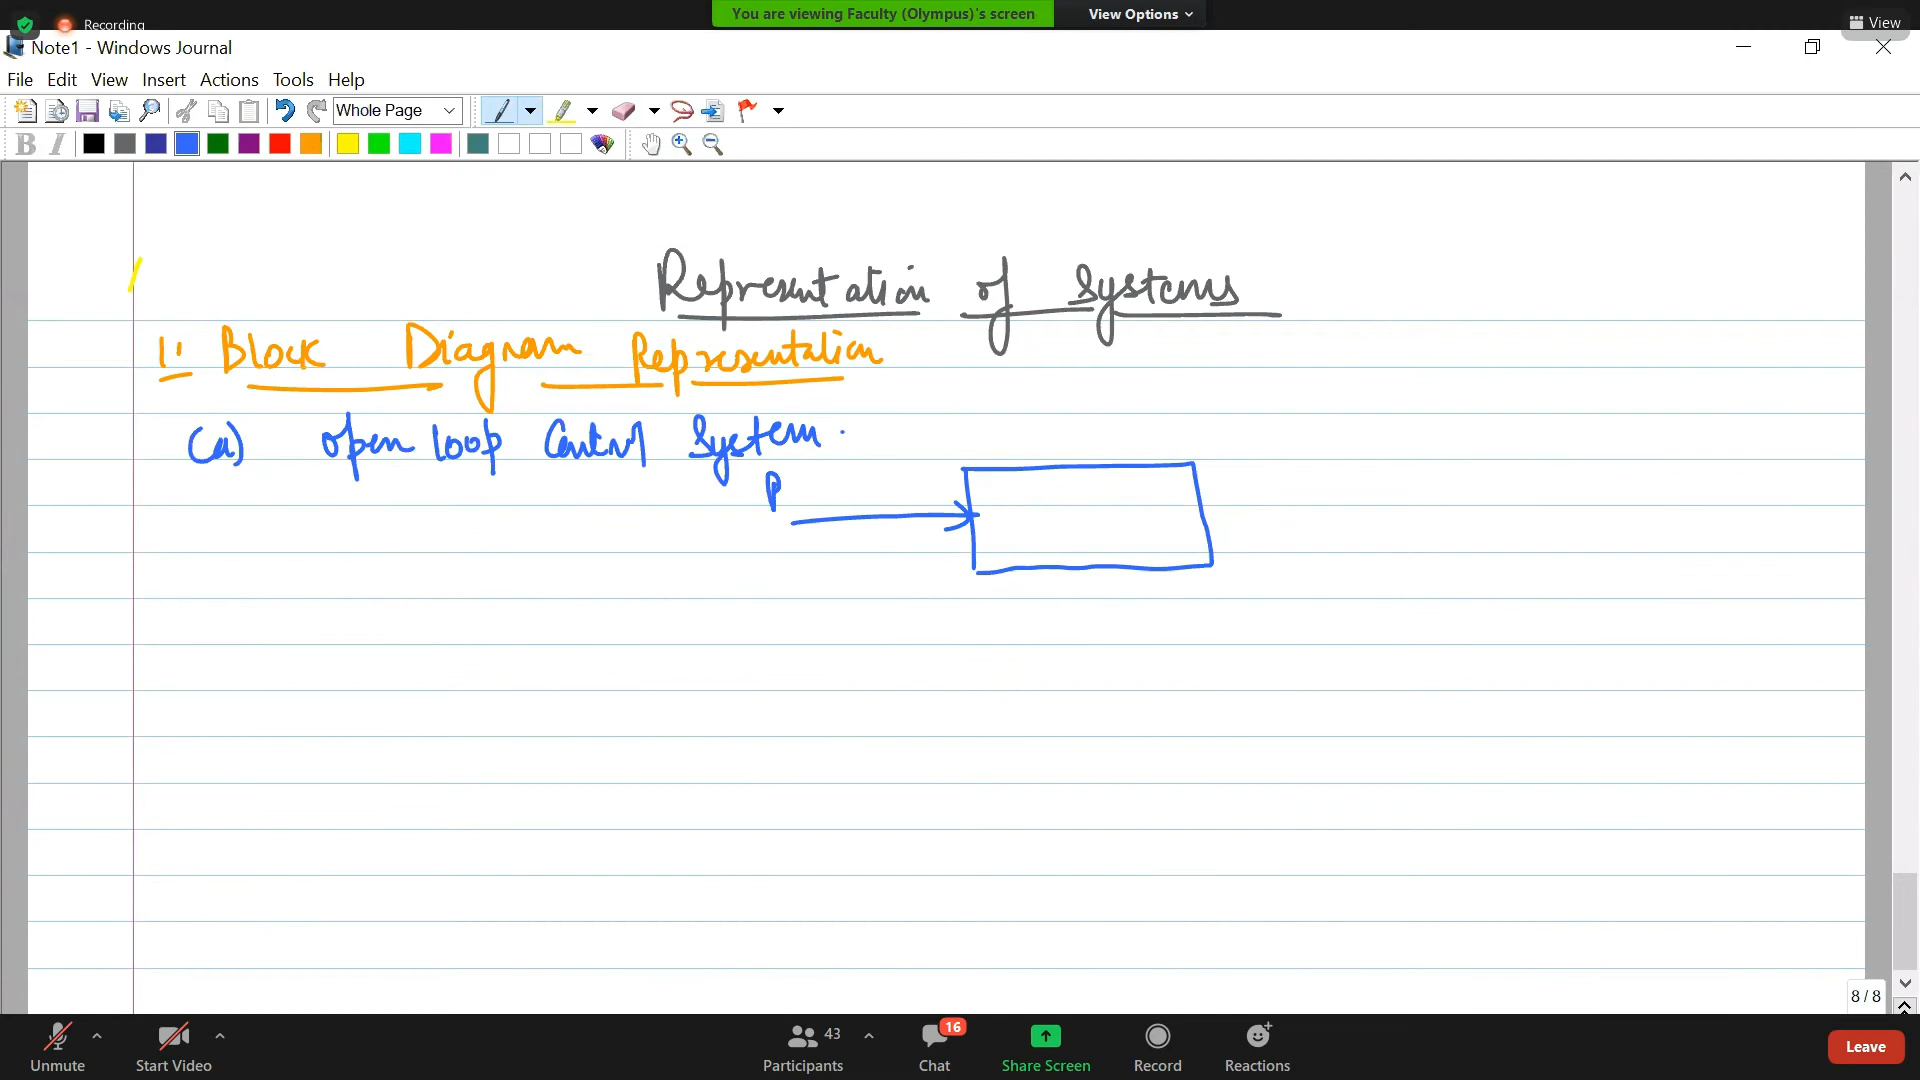 Recording
You are viewing Faculty (Olympus)'s screen
View Options
View
Note1 - Windows Journal
File Edit View Insert Actions Tools Help
Whole Page
B I
Representation of Systems
1. Block Diagram Representation
(a) open loop Control System.
8 / 8
Unmute
Start Video
43
Participants
16
Chat
Share Screen
Record
Reactions
Leave